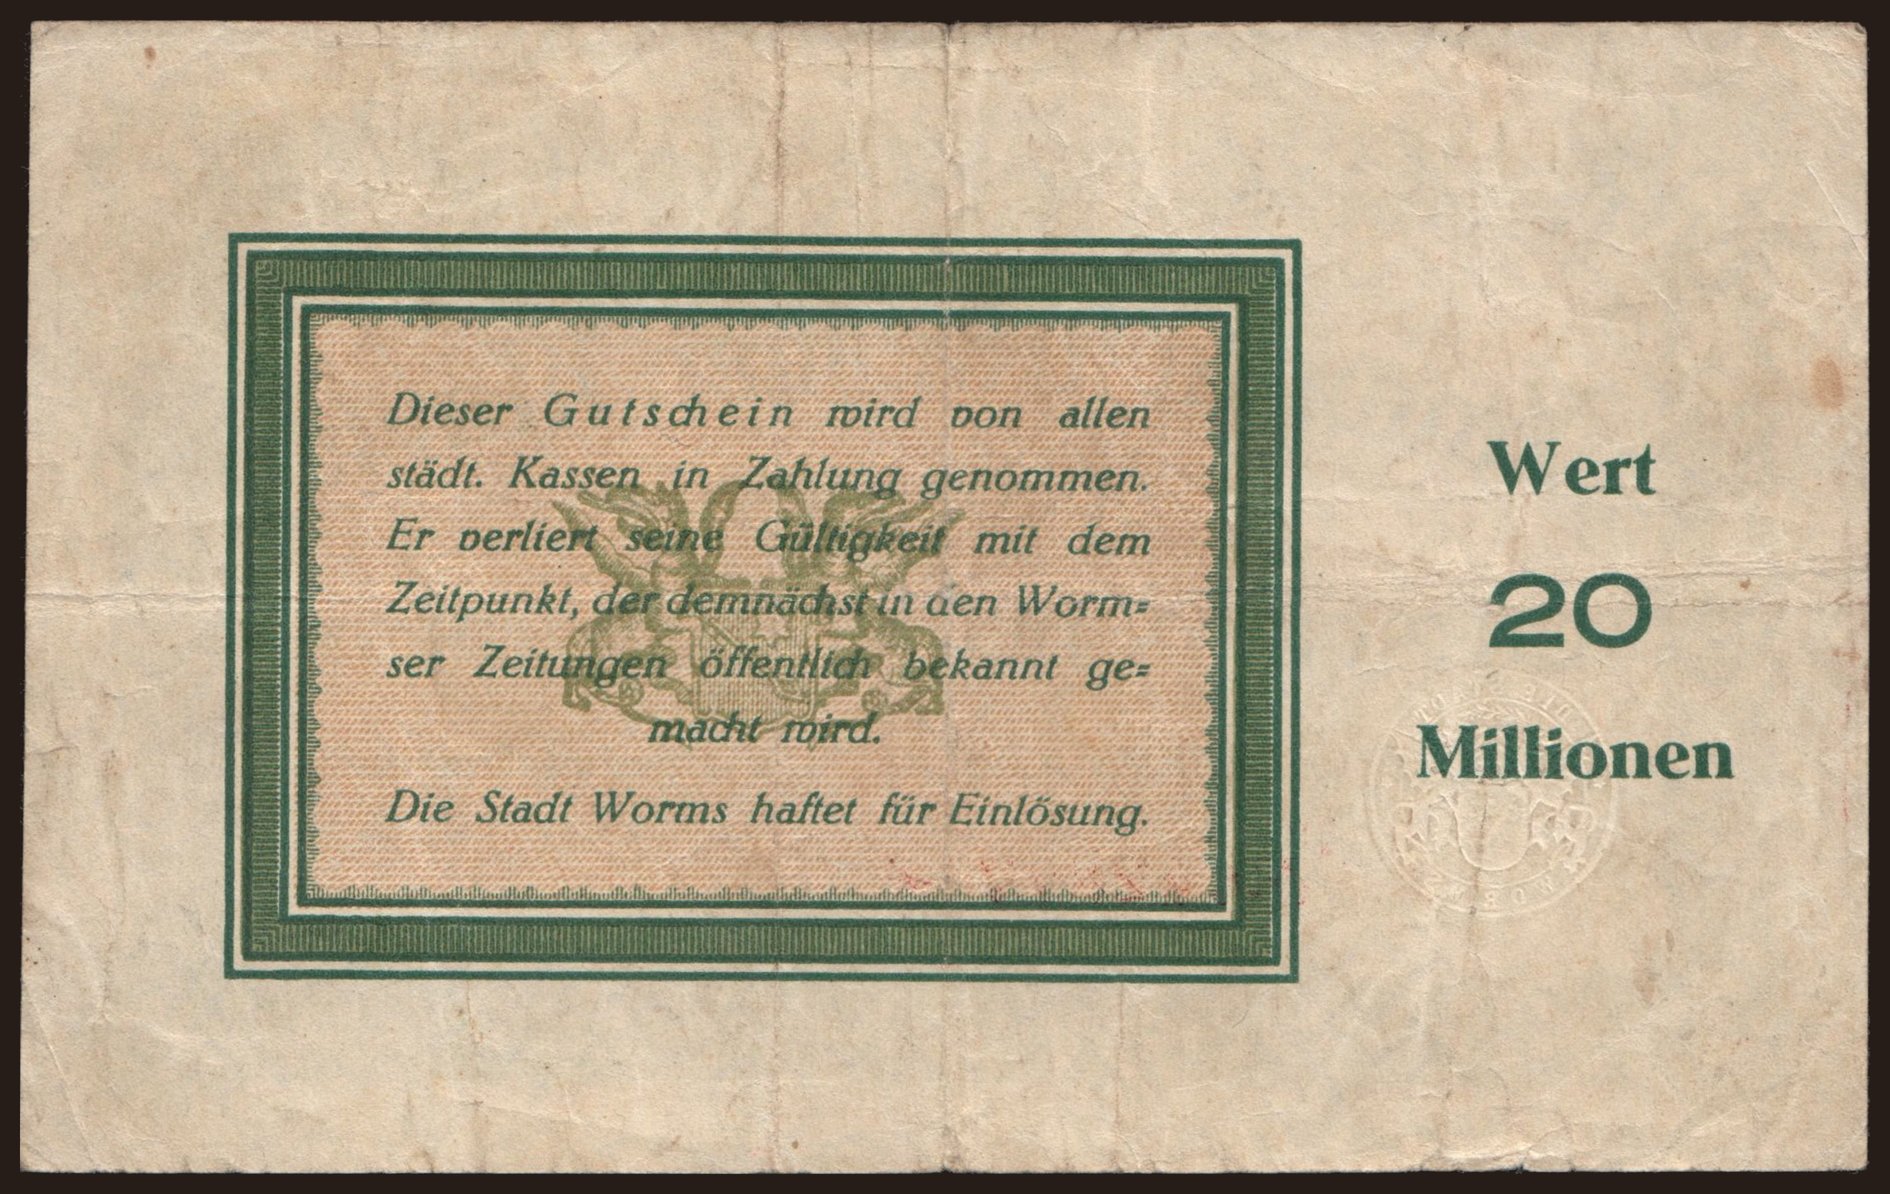 Dieser Gutschein wird von allen
städt. Kassen in Zahlung genommen.
Er verliert seine Gültigkeit mit dem
Zeitpunkt, der demnächst in den Worm=
ser Zeitungen öffentlich bekannt ge=
macht wird.
Die Stadt Worms haftet für Einlösung.
Wert
20
Millionen